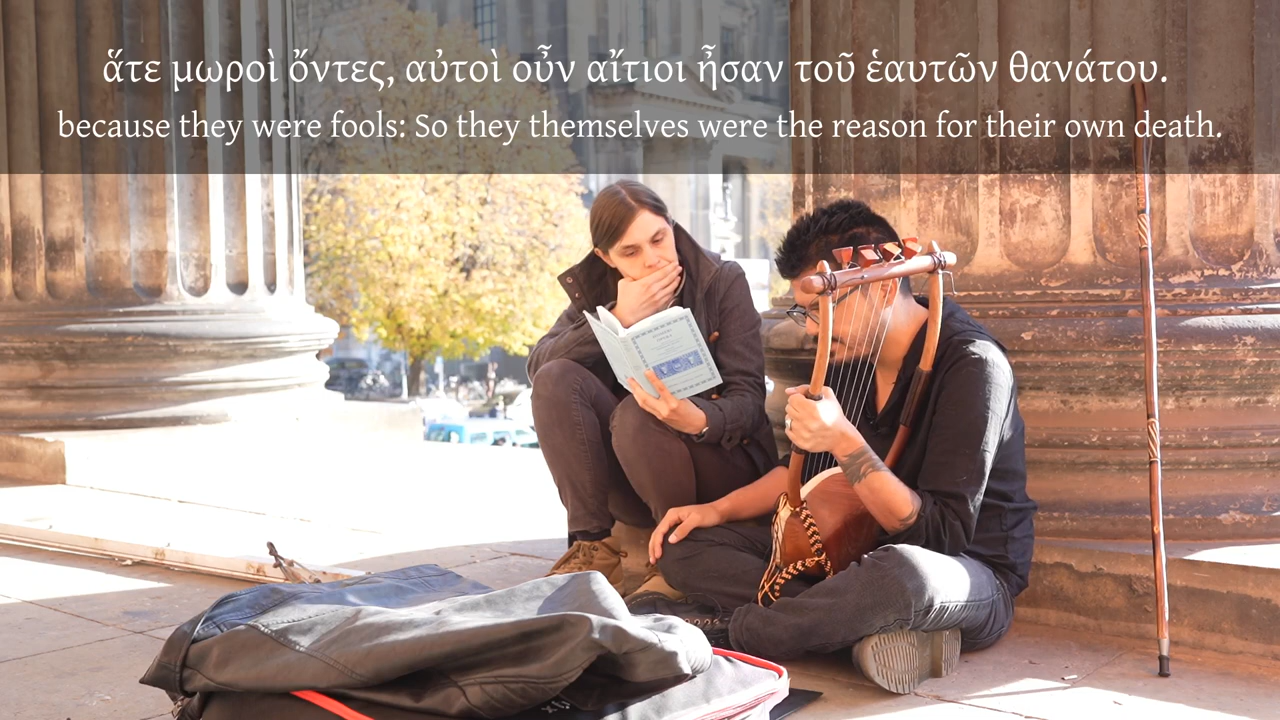 ἅτε μωροὶ ὄντες, αὐτοὶ οὖν αἴτιοι ἦσαν τοῦ ἑαυτῶν θανάτου.
because they were fools: So they themselves were the reason for their own death.